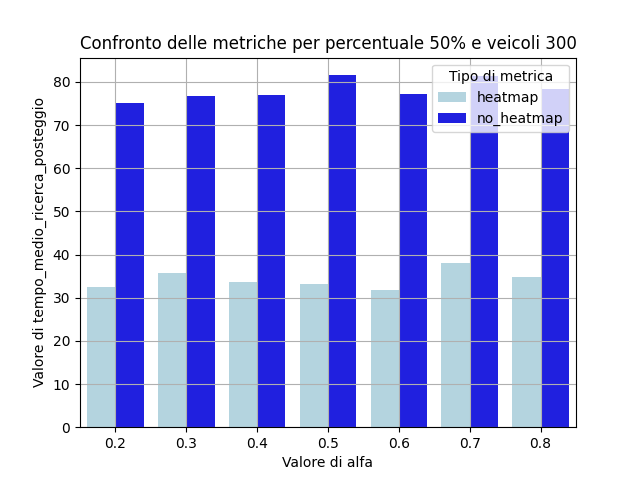 Confronto delle metriche per percentuale 50% e veicoli 300
Tipo di metrica
heatmap
no_heatmap
Valore di tempo_medio_ricerca_posteggio
80
70
60
50
40
30
20
10
0
0.2 0.3 0.4 0.5 0.6 0.7 0.8
Valore di alfa